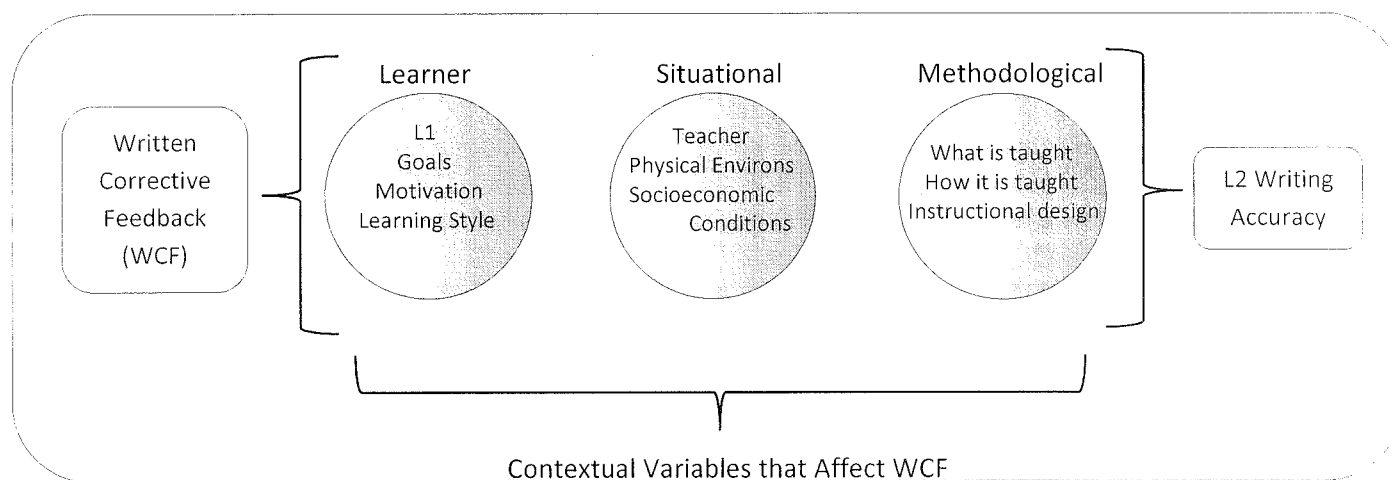 Written
Corrective
Feedback
(WCF)
Learner
L1
Goals
Motivation
Learning Style
Situational
Teacher
Physical Environs
Socioeconomic
Conditions
Methodological
What is taught
How it is taught
Instructional design
L2 Writing
Accuracy
Contextual Variables that Affect WCF